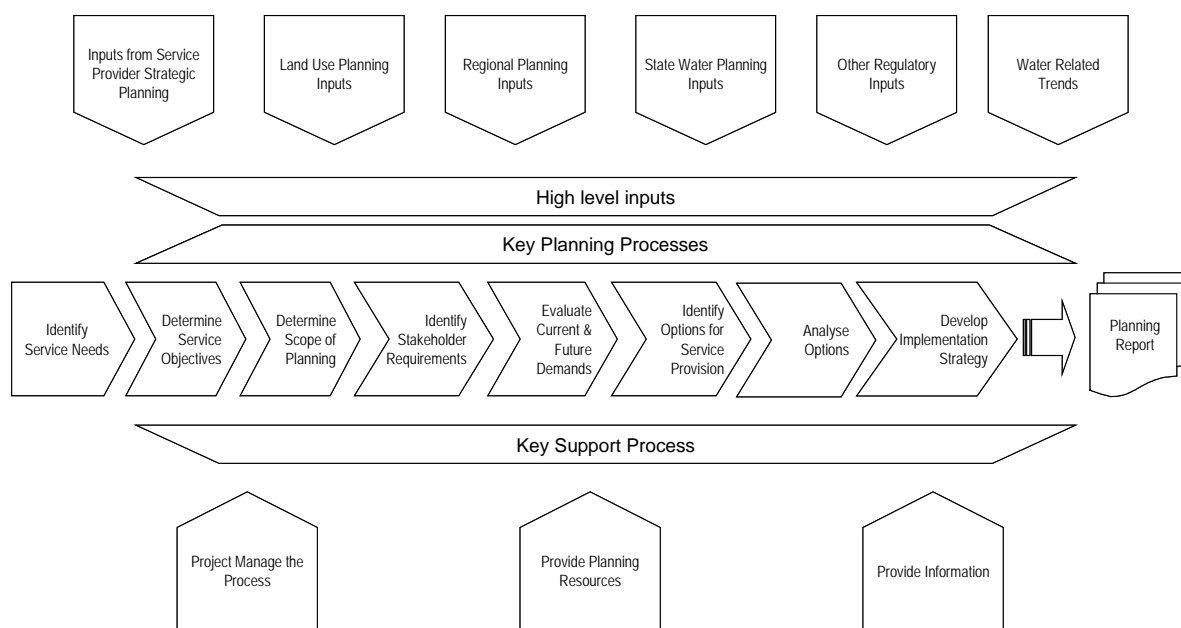 Inputs from Service
Provider Strategic
Planning
Land Use Planning
Inputs
Regional Planning
Inputs
State Water Planning
Inputs
Other Regulatory
Inputs
Water Related
Trends
High level inputs
Key Planning Processes
Identify
Service Needs
Determine
Service
Objectives
Determine
Scope of
Planning
Identify
Stakeholder
Requirements
Evaluate
Current &
Future
Demands
Identify
Options for
Service
Provision
Analyse
Options
Develop
Implementation
Strategy
Planning
Report
Key Support Process
Project Manage the
Process
Provide Planning
Resources
Provide Information